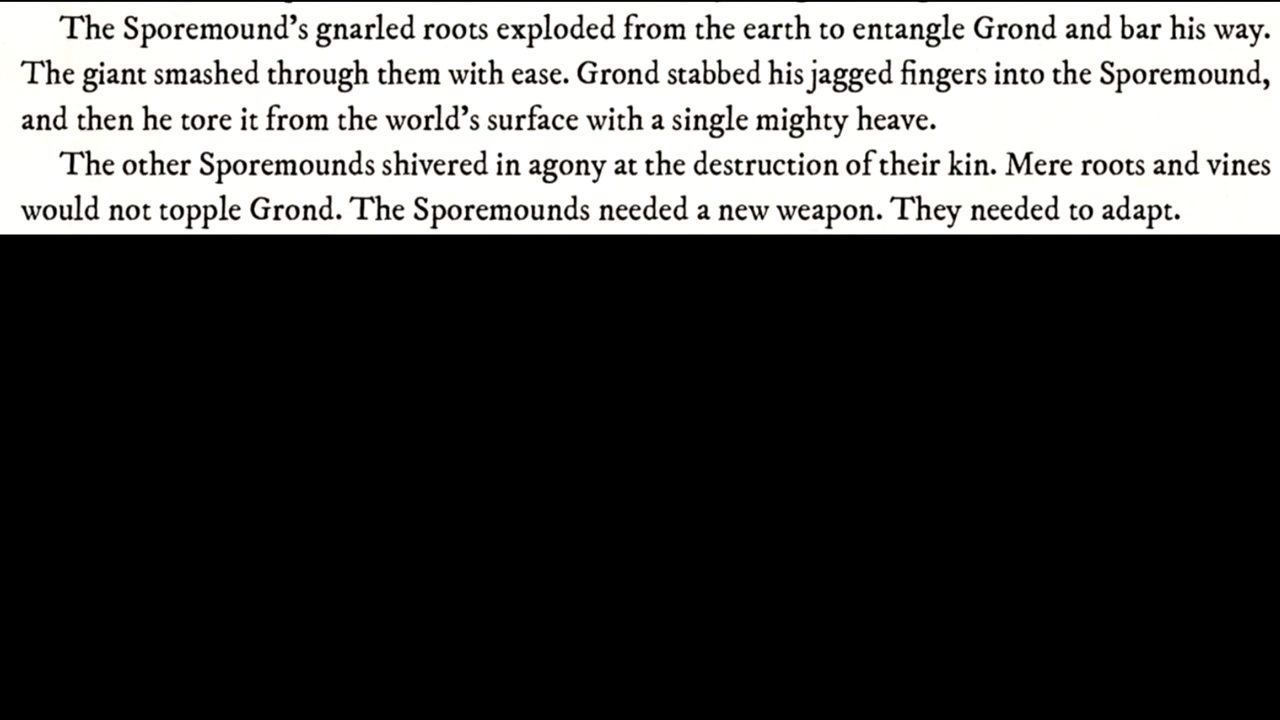 The Sporemound’s gnarled roots exploded from the earth to entangle Grond and bar his way.
The giant smashed through them with ease. Grond stabbed his jagged fingers into the Sporemound,
and then he tore it from the world’s surface with a single mighty heave.
The other Sporemounds shivered in agony at the destruction of their kin. Mere roots and vines
would not topple Grond. The Sporemounds needed a new weapon. They needed to adapt.